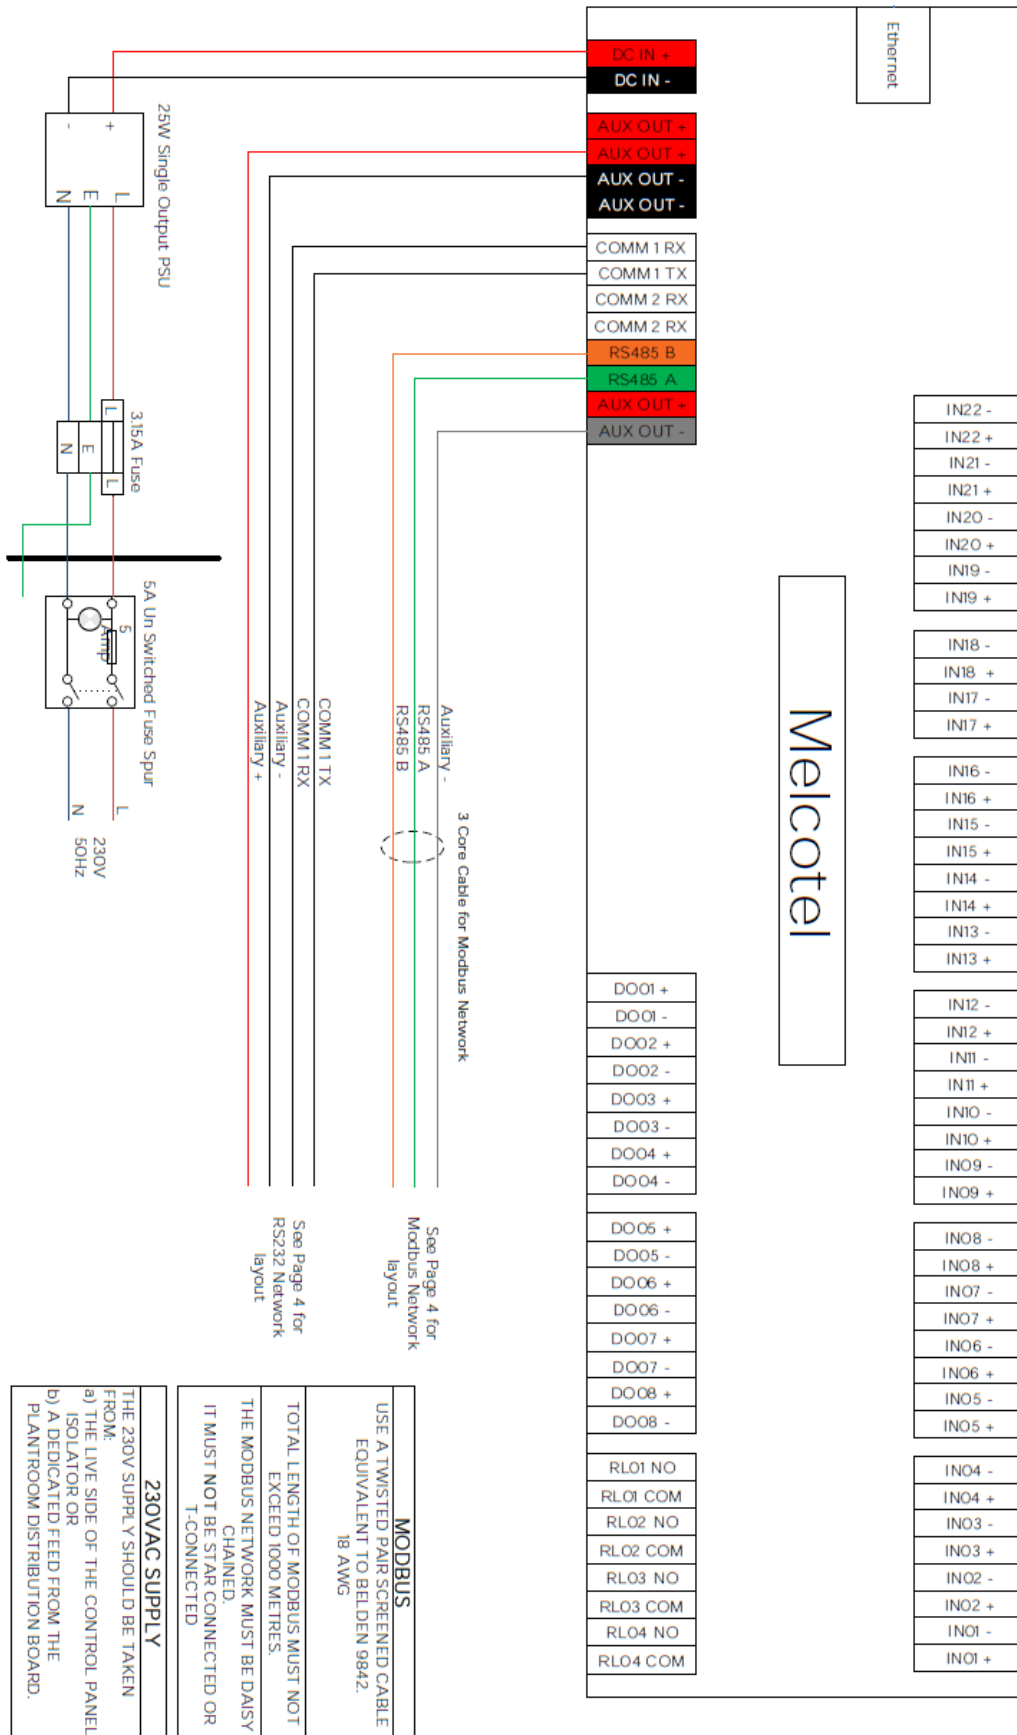 Ethernet
DC IN +
DC IN -
AUX OUT +
AUX OUT +
AUX OUT -
AUX OUT -
COMM 1 RX
COMM 1 TX
COMM 2 RX
COMM 2 RX
RS485 B
RS485 A
AUX OUT +
AUX OUT -
IN22 -
IN22 +
IN21 -
IN21 +
IN20 -
IN20 +
IN19 -
IN19 +
IN18 -
IN18 +
IN17 -
IN17 +
IN16 -
IN16 +
IN15 -
IN15 +
IN14 -
IN14 +
IN13 -
IN13 +
IN12 -
IN12 +
IN11 -
IN11 +
IN10 -
IN10 +
IN09 -
IN09 +
IN08 -
IN08 +
IN07 -
IN07 +
IN06 -
IN06 +
IN05 -
IN05 +
IN04 -
IN04 +
IN03 -
IN03 +
IN02 -
IN02 +
IN01 -
IN01 +
Melcotel
DO01 +
DO01 -
DO02 +
DO02 -
DO03 +
DO03 -
DO04 +
DO04 -
DO05 +
DO05 -
DO06 +
DO06 -
DO07 +
DO07 -
DO08 +
DO08 -
RL01 NO
RL01 COM
RL02 NO
RL02 COM
RL03 NO
RL03 COM
RL04 NO
RL04 COM
25W Single Output PSU
+
-
L
E
N
3.15A Fuse
L
L
E
N
5A Un Switched Fuse Spur
5
Amp
L
N
230V
50Hz
Auxiliary -
RS485 A
RS485 B
3 Core Cable for Modbus Network
COMM 1 TX
COMM 1 RX
Auxiliary -
Auxiliary +
See Page 4 for
Modbus Network
layout
See Page 4 for
RS232 Network
layout
MODBUS
USE A TWISTED PAIR SCREENED CABLE
EQUIVALENT TO BELDEN 9842.
18 AWG
TOTAL LENGTH OF MODBUS MUST NOT
EXCEED 1000 METRES.
THE MODBUS NETWORK MUST BE DAISY
CHAINED.
IT MUST NOT BE STAR CONNECTED OR
T-CONNECTED
230VAC SUPPLY
THE 230V SUPPLY SHOULD BE TAKEN
FROM:
a) THE LIVE SIDE OF THE CONTROL PANEL
ISOLATOR OR
b) A DEDICATED FEED FROM THE
PLANTROOM DISTRIBUTION BOARD.